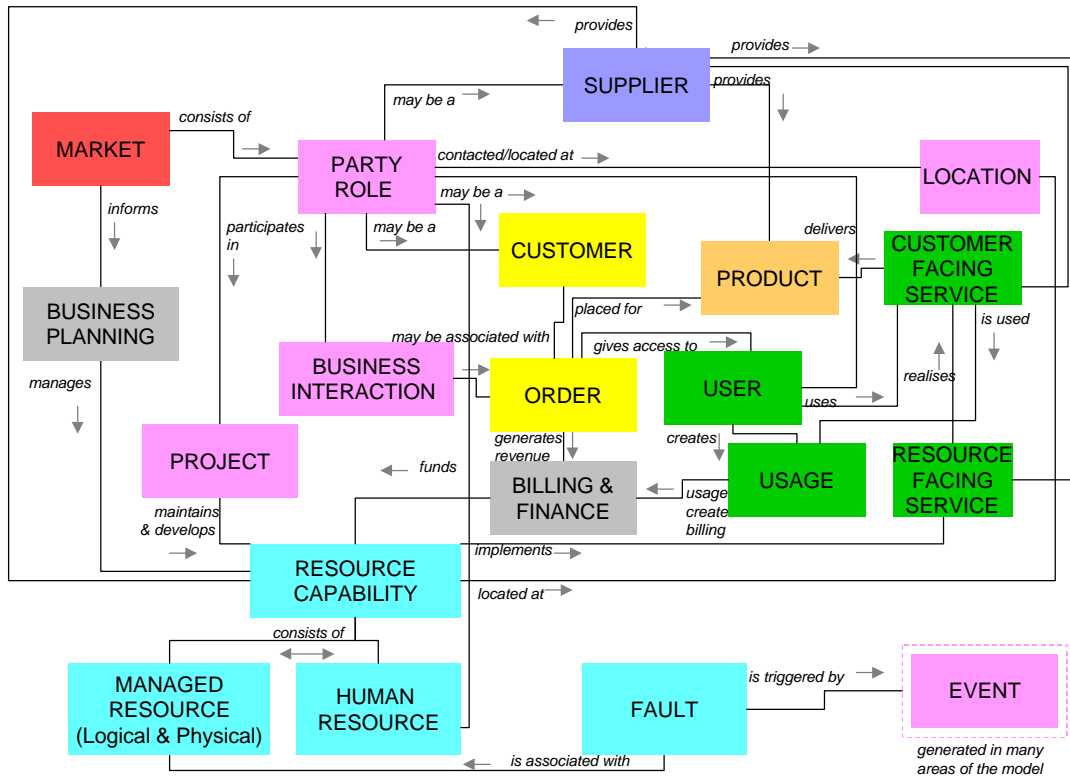 provides
provides
SUPPLIER
provides
may be a
consists of
MARKET
PARTY
ROLE
contacted/located at
LOCATION
may be a
informs
participates
in
may be a
CUSTOMER
delivers
CUSTOMER
FACING
SERVICE
PRODUCT
BUSINESS
PLANNING
placed for
is used
may be associated with
gives access to
BUSINESS
INTERACTION
ORDER
USER
realises
manages
uses
generates
revenue
creates
PROJECT
funds
BILLING &
FINANCE
USAGE
RESOURCE
FACING
SERVICE
usage
create
billing
maintains
& develops
implements
RESOURCE
CAPABILITY
located at
consists of
MANAGED
RESOURCE
(Logical & Physical)
HUMAN
RESOURCE
FAULT
is triggered by
EVENT
is associated with
generated in many
areas of the model